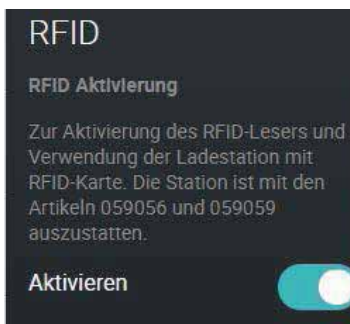 RFID
RFID Aktivierung
Zur Aktivierung des RFID-Lesers und
Verwendung der Ladestation mit
RFID-Karte. Die Station ist mit den
Artikeln 059056 und 059059
auszustatten.
Aktivieren